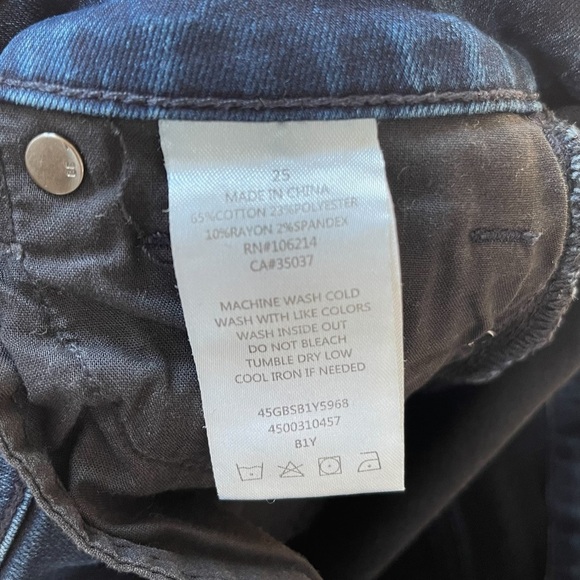 25
MADE IN CHINA
65%COTTON 23%POLYESTER
10%RAYON 2%SPANDEX
RN#106214
CA#35037
MACHINE WASH COLD
WASH WITH LIKE COLORS
WASH INSIDE OUT
DO NOT BLEACH
TUMBLE DRY LOW
COOL IRON IF NEEDED
45GBSB1Y5968
4500310457
B1Y